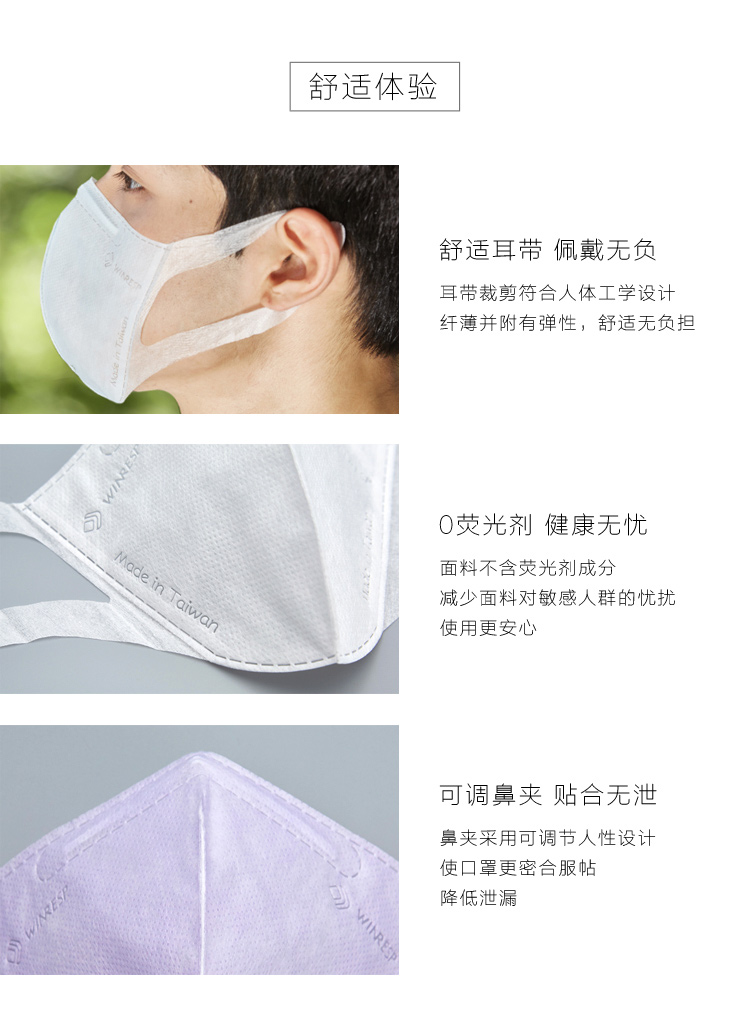 舒适体验
WINRESP
Made in Taiwan
舒适耳带 佩戴无负
耳带裁剪符合人体工学设计
纤薄并附有弹性，舒适无负担
WINRESP
Made in Taiwan
0荧光剂 健康无忧
面料不含荧光剂成分
减少面料对敏感人群的忧扰
使用更安心
WINRESP
WINRESP
可调鼻夹 贴合无泄
鼻夹采用可调节人性设计
使口罩更密合服帖
降低泄漏